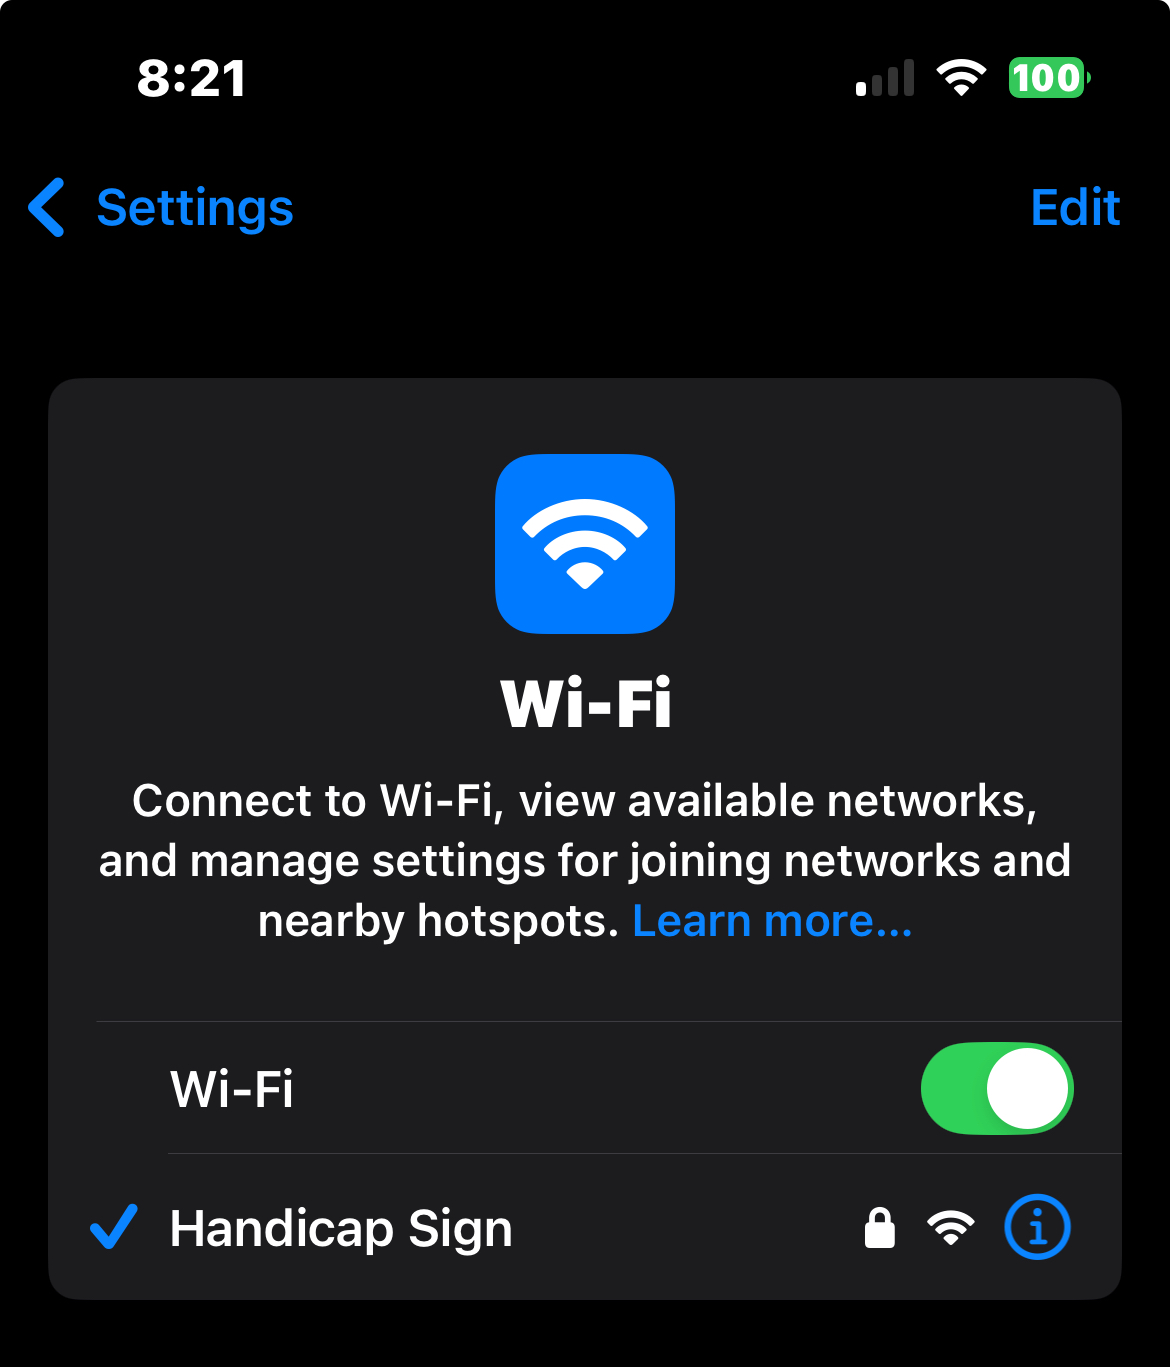 8:21
100
Settings
Edit
Wi-Fi
Connect to Wi-Fi, view available networks,
and manage settings for joining networks and
nearby hotspots. Learn more...
Wi-Fi
Handicap Sign